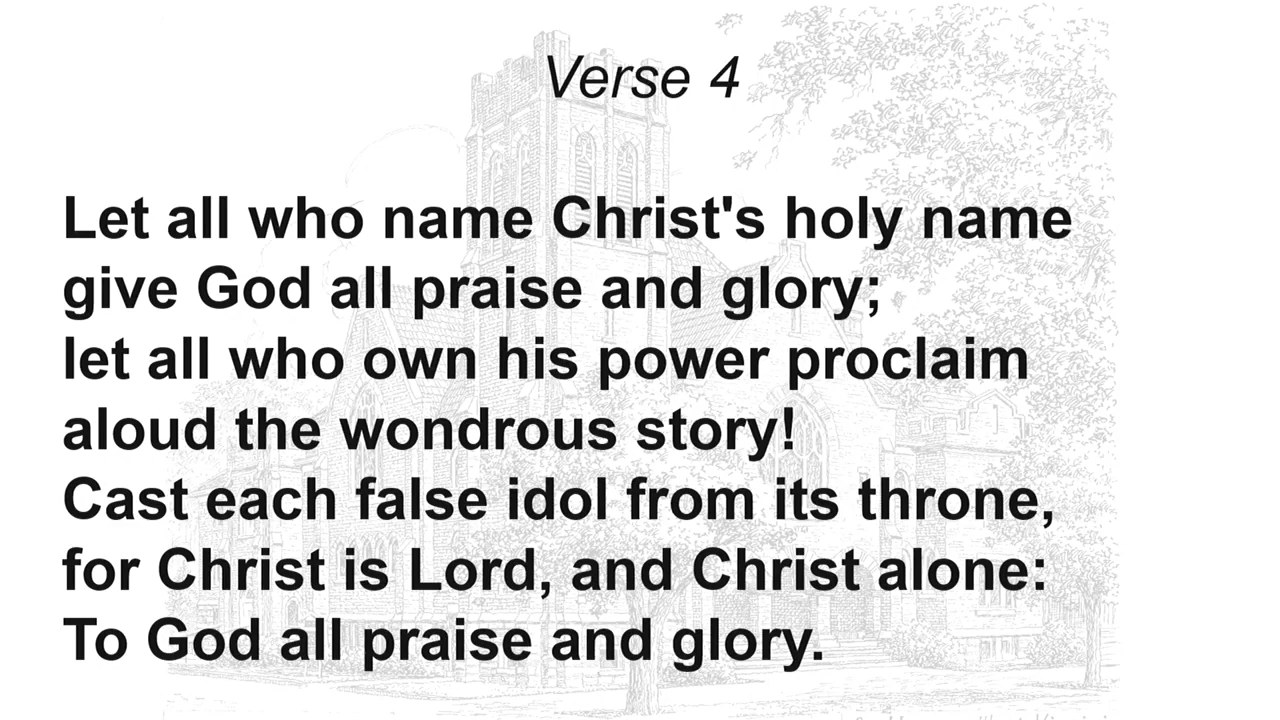 Verse 4
Let all who name Christ's holy name
give God all praise and glory;
let all who own his power proclaim
aloud the wondrous story!
Cast each false idol from its throne,
for Christ is Lord, and Christ alone:
To God all praise and glory.